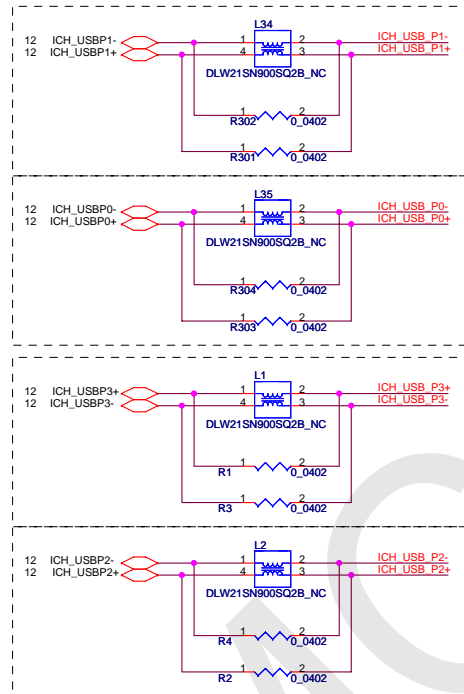 L34
12 ICH_USBP1- 1 2 ICH_USB_P1-
12 ICH_USBP1+ 4 3 ICH_USB_P1+
DLW21SN900SQ2B_NC
1 2
R302 0_0402
1 2
R301 0_0402
L35
12 ICH_USBP0- 1 2 ICH_USB_P0-
12 ICH_USBP0+ 4 3 ICH_USB_P0+
DLW21SN900SQ2B_NC
1 2
R304 0_0402
1 2
R303 0_0402
L1
12 ICH_USBP3+ 1 2 ICH_USB_P3+
12 ICH_USBP3- 4 3 ICH_USB_P3-
DLW21SN900SQ2B_NC
1 2
R1 0_0402
1 2
R3 0_0402
L2
12 ICH_USBP2- 1 2 ICH_USB_P2-
12 ICH_USBP2+ 4 3 ICH_USB_P2+
DLW21SN900SQ2B_NC
1 2
R4 0_0402
1 2
R2 0_0402